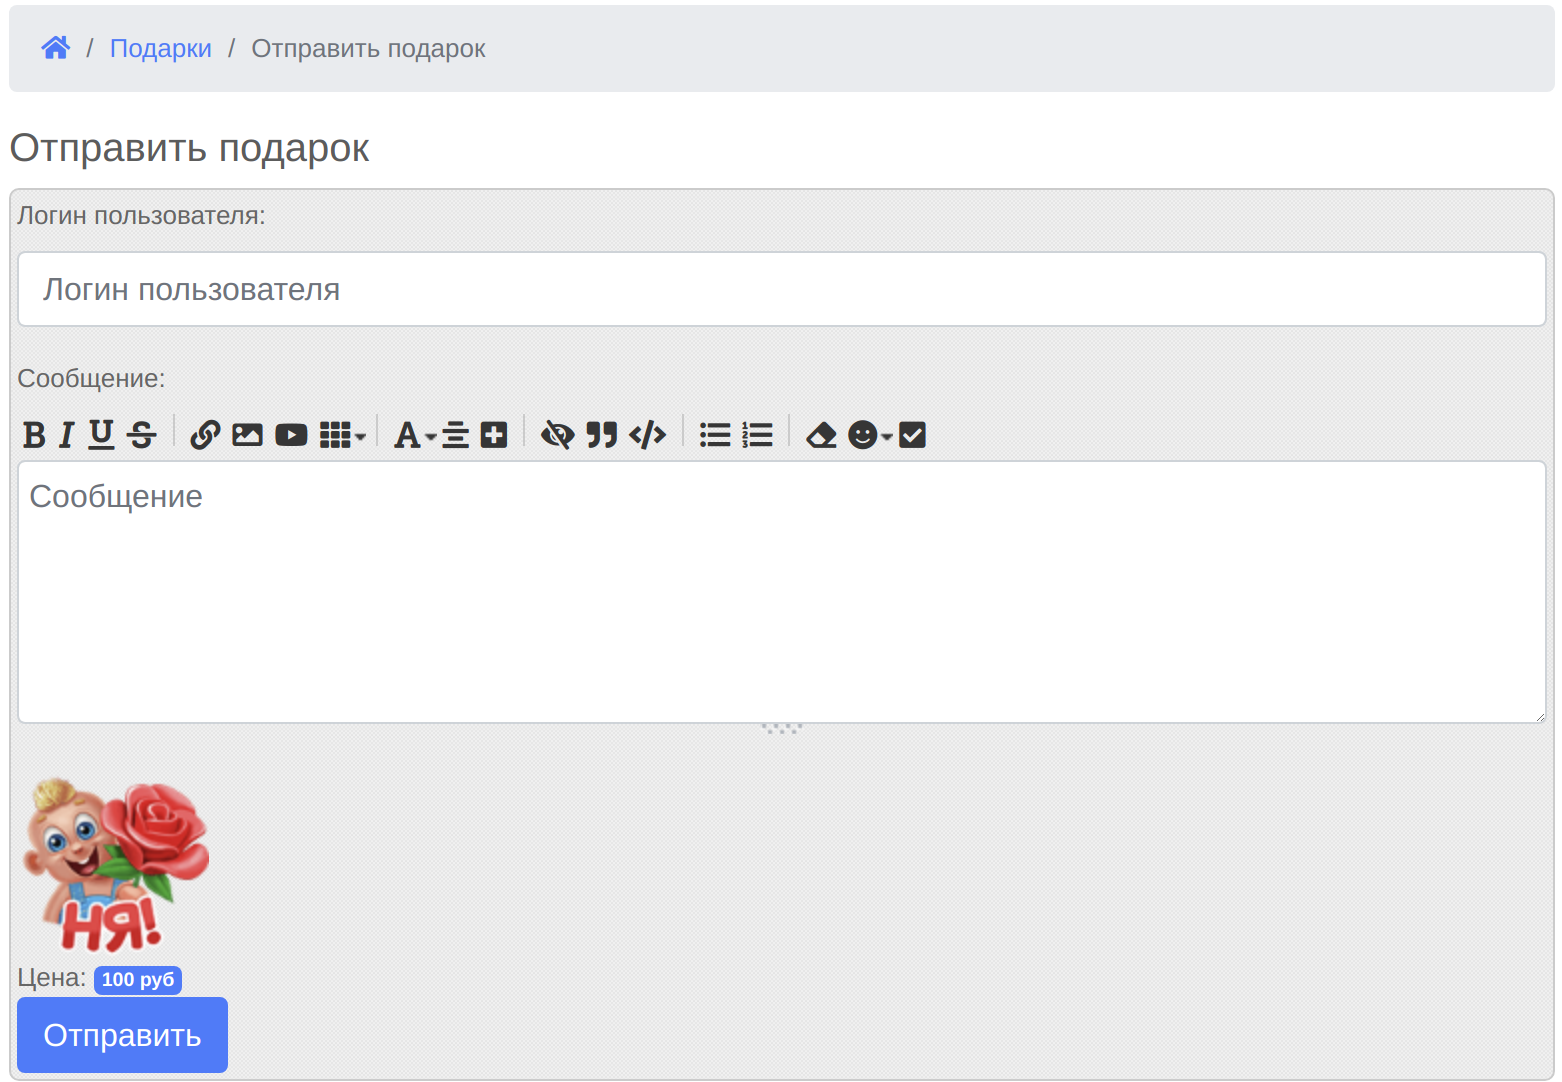 / Подарки / Отправить подарок
Отправить подарок
Логин пользователя:
Логин пользователя
Сообщение:
Сообщение
НЯ!
Цена: 100 руб
Отправить